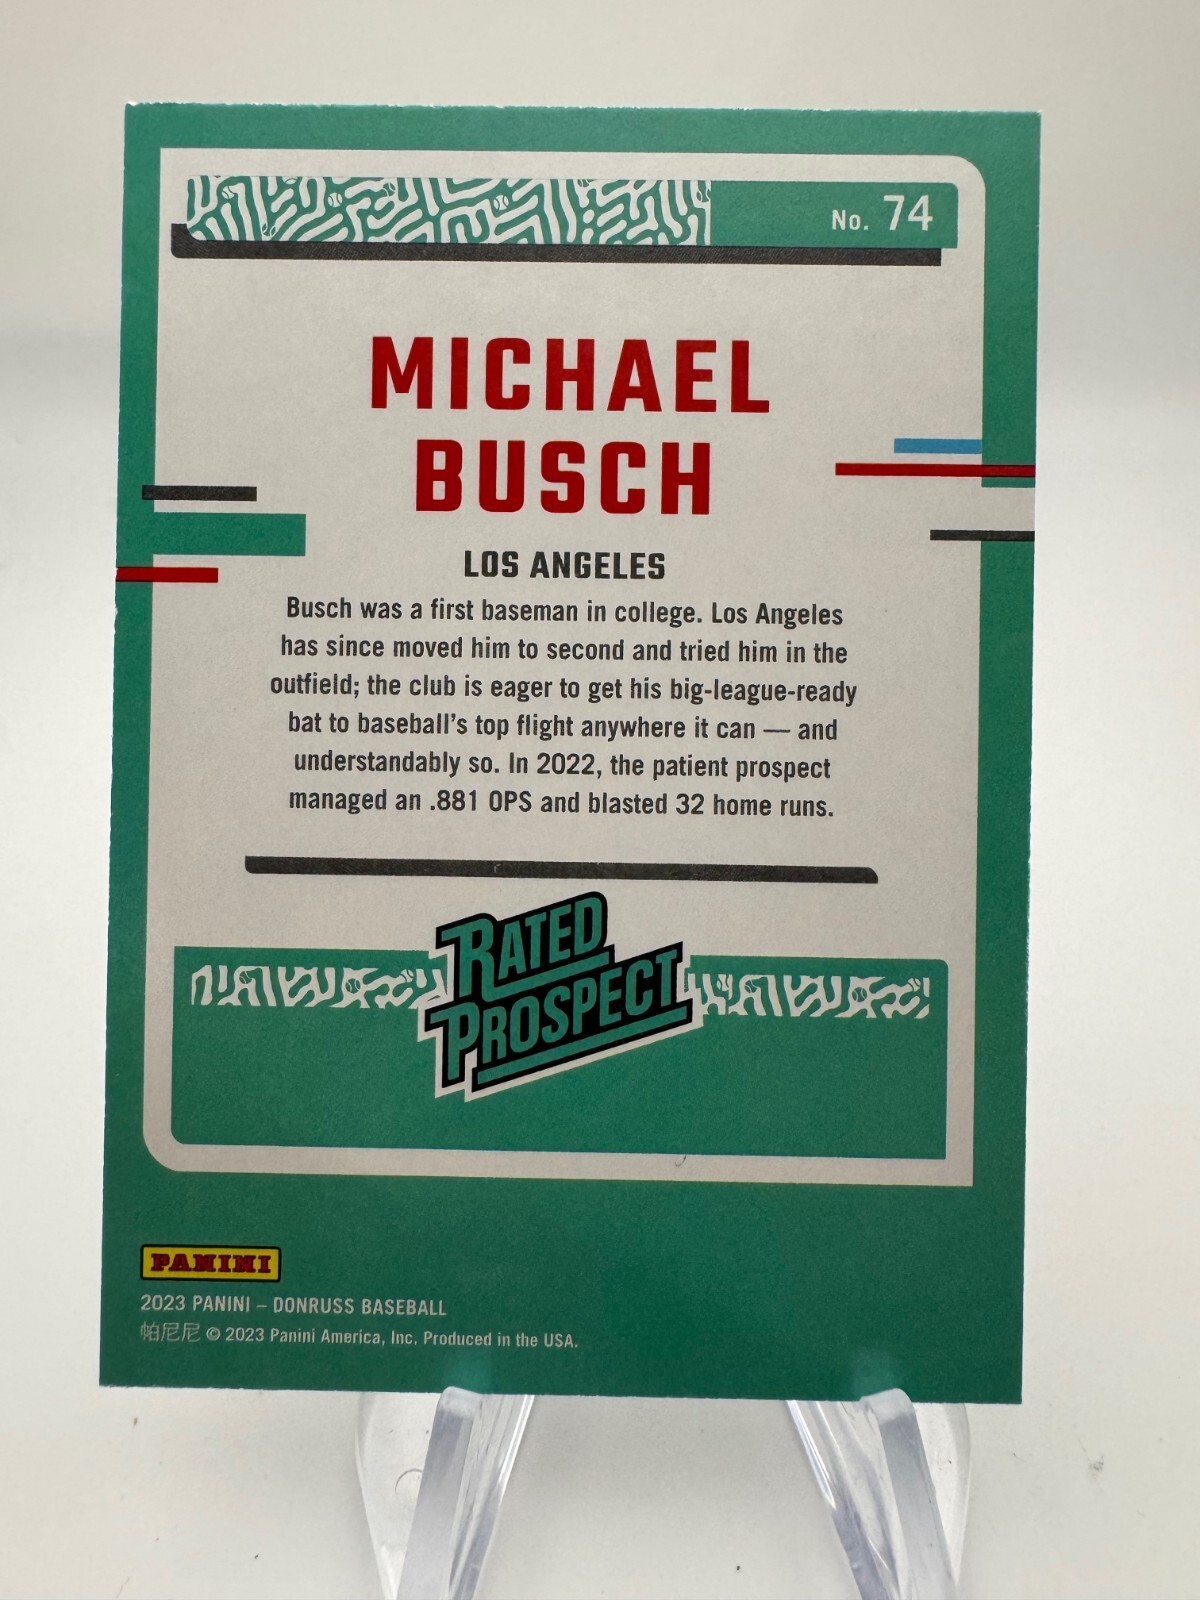 No. 74
MICHAEL
BUSCH
LOS ANGELES
Busch was a first baseman in college. Los Angeles
has since moved him to second and tried him in the
outfield; the club is eager to get his big-league-ready
bat to baseball's top flight anywhere it can — and
understandably so. In 2022, the patient prospect
managed an .881 OPS and blasted 32 home runs.
RATED
PROSPECT
PANINI
2023 PANINI – DONRUSS BASEBALL
帕尼尼 © 2023 Panini America, Inc. Produced in the USA.